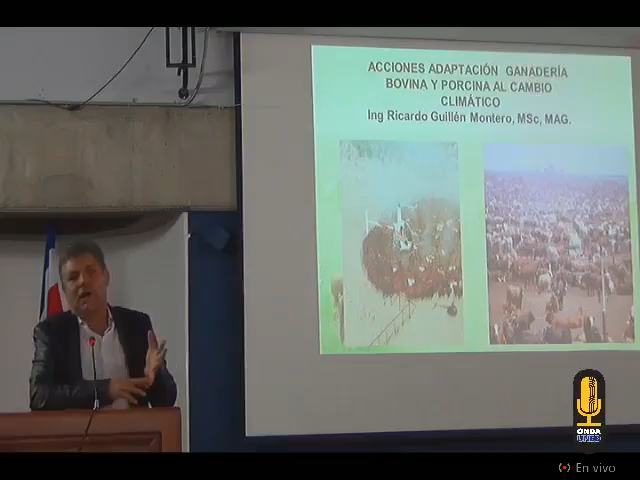 ACCIONES ADAPTACIÓN GANADERÍA
BOVINA Y PORCINA AL CAMBIO
CLIMÁTICO
Ing Ricardo Guillén Montero, MSc, MAG.
ONDA
UNED
En vivo